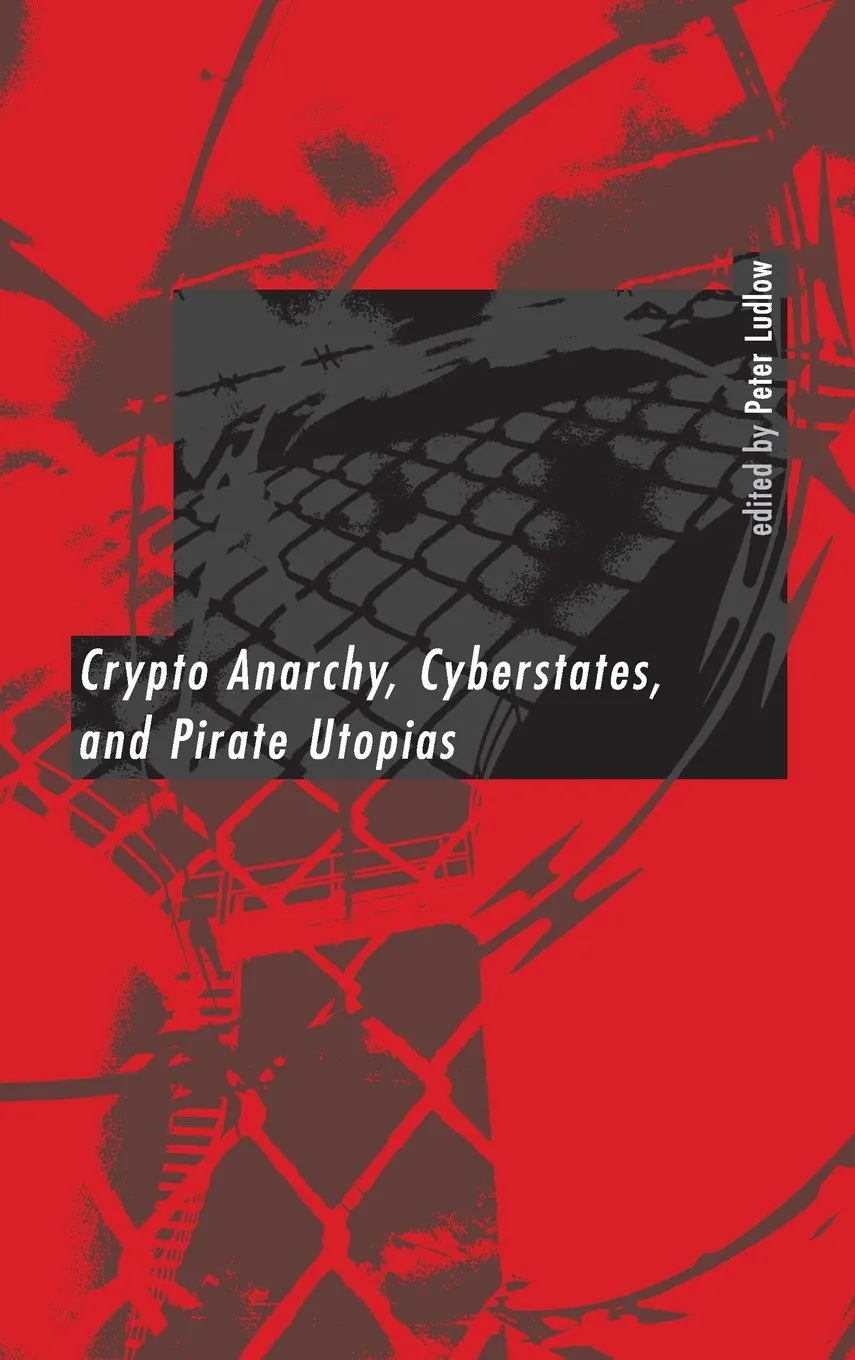 edited by Peter Ludlow
Crypto Anarchy, Cyberstates,
and Pirate Utopias